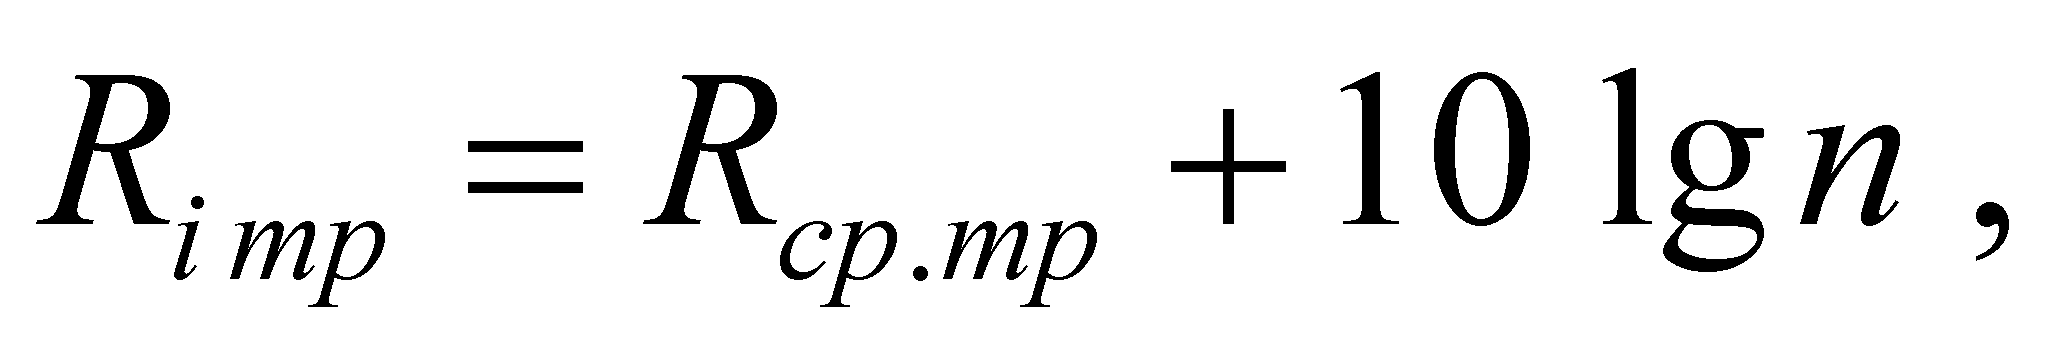 R_{i тр} = R_{ср.тр} + 10 lg n ,